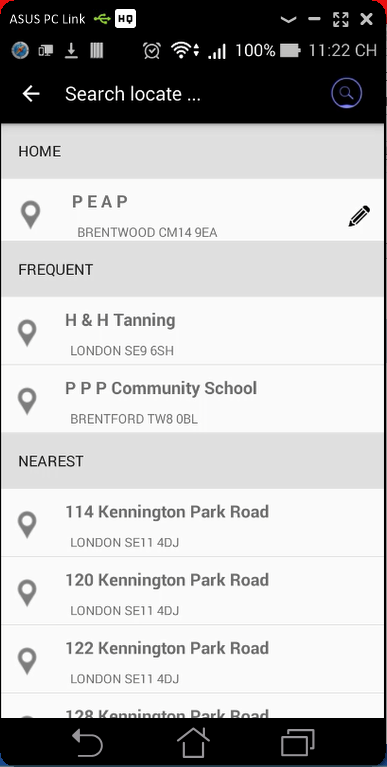 ASUS PC Link HQ
100% 11:22 CH
Search locate ...
HOME
P E A P
BRENTWOOD CM14 9EA
FREQUENT
H & H Tanning
LONDON SE9 6SH
P P P Community School
BRENTFORD TW8 0BL
NEAREST
114 Kennington Park Road
LONDON SE11 4DJ
120 Kennington Park Road
LONDON SE11 4DJ
122 Kennington Park Road
LONDON SE11 4DJ
128 Kennington Park Road